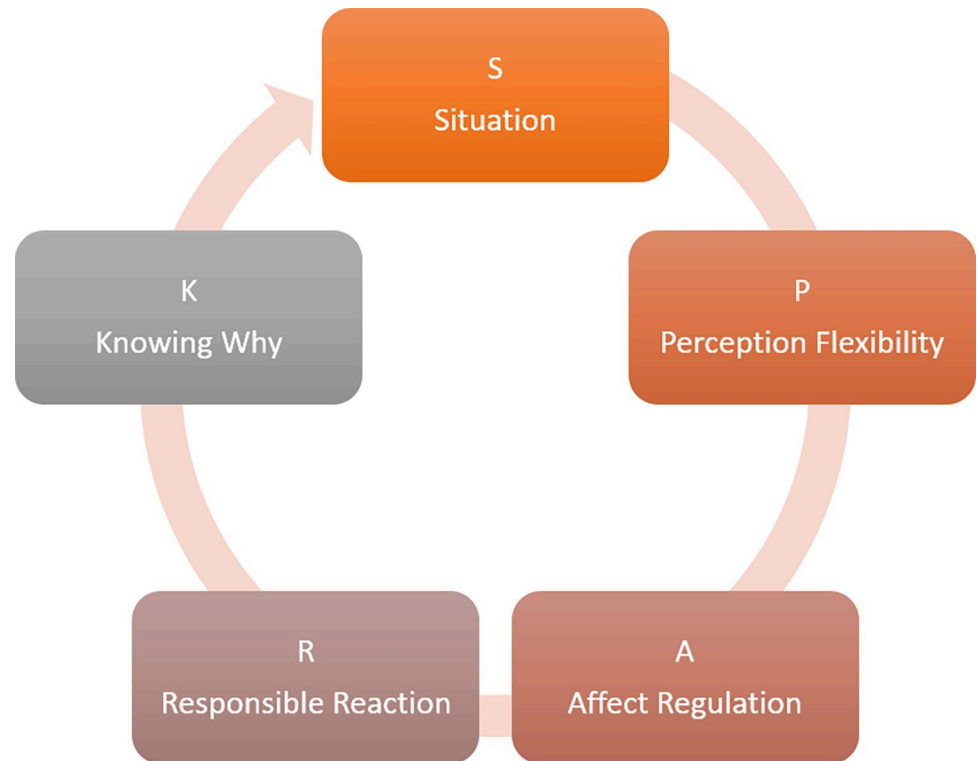 S
Situation
P
Perception Flexibility
A
Affect Regulation
R
Responsible Reaction
K
Knowing Why